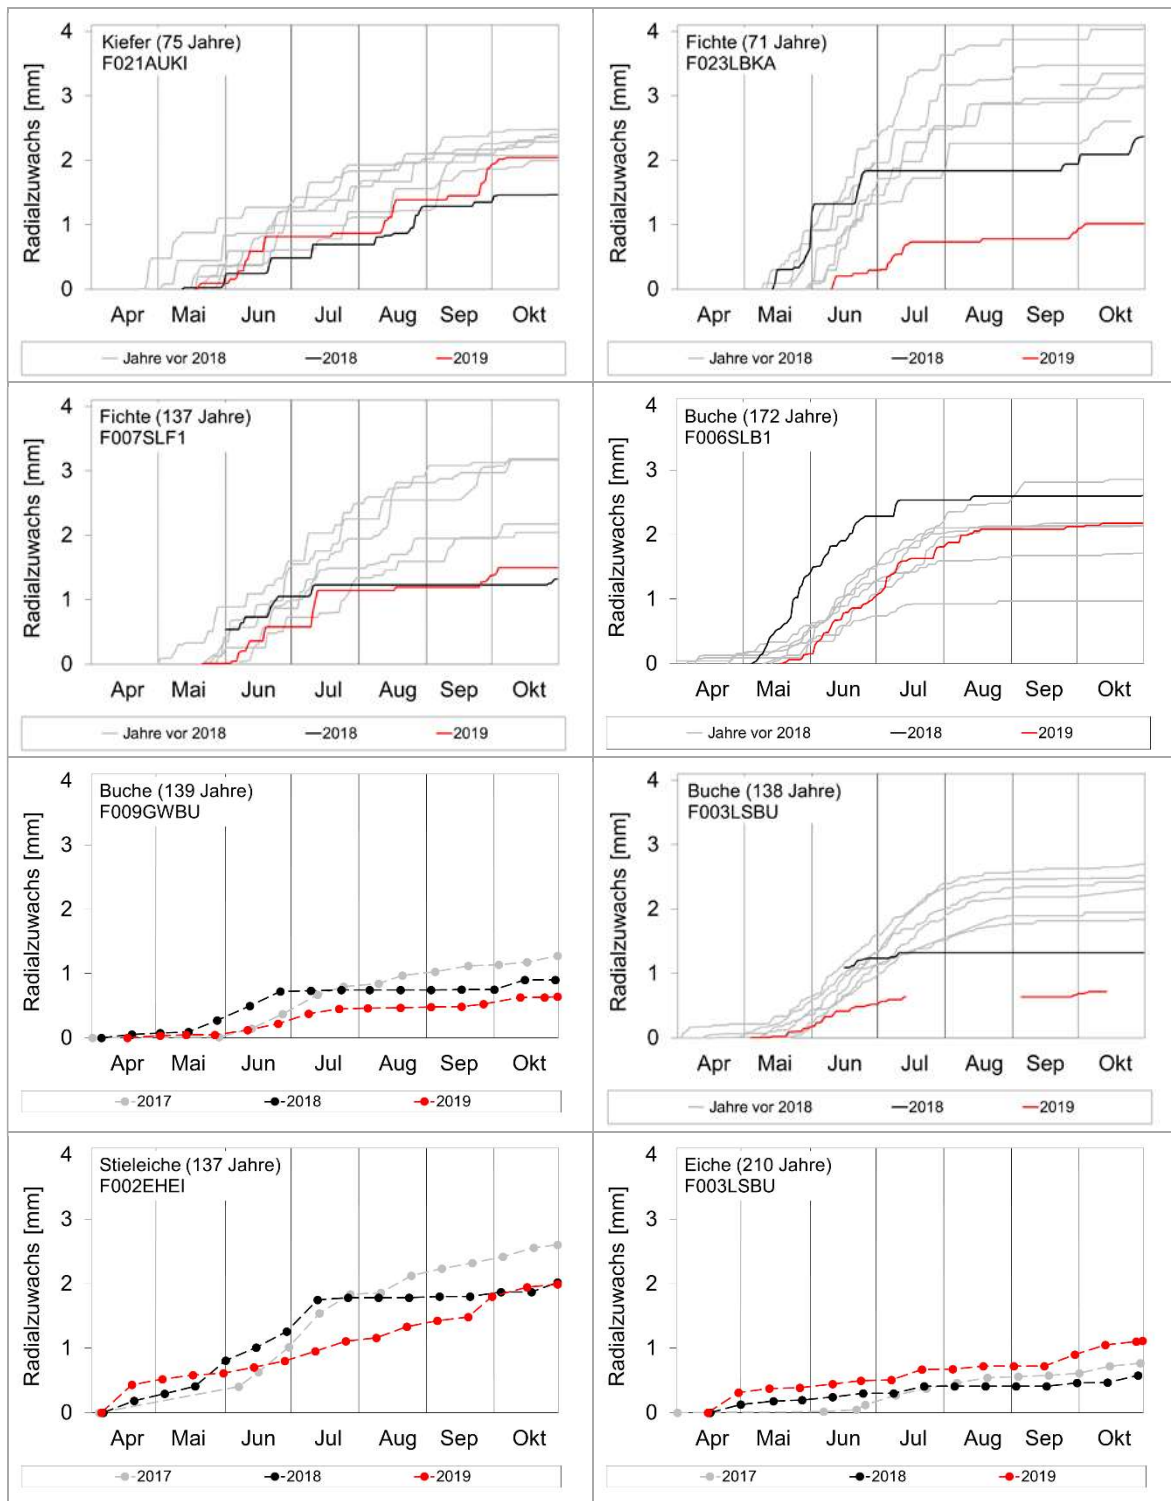 Kiefer (75 Jahre)
F021AUKI
Radialzuwachs [mm]
4
3
2
1
0
Apr Mai Jun Jul Aug Sep Okt
Jahre vor 2018 2018 2019
Fichte (71 Jahre)
F023LBKA
Radialzuwachs [mm]
4
3
2
1
0
Apr Mai Jun Jul Aug Sep Okt
Jahre vor 2018 2018 2019
Fichte (137 Jahre)
F007SLF1
Radialzuwachs [mm]
4
3
2
1
0
Apr Mai Jun Jul Aug Sep Okt
Jahre vor 2018 2018 2019
Buche (172 Jahre)
F006SLB1
Radialzuwachs [mm]
4
3
2
1
0
Apr Mai Jun Jul Aug Sep Okt
Jahre vor 2018 2018 2019
Buche (139 Jahre)
F009GWBU
Radialzuwachs [mm]
4
3
2
1
0
Apr Mai Jun Jul Aug Sep Okt
2017 2018 2019
Buche (138 Jahre)
F003LSBU
Radialzuwachs [mm]
4
3
2
1
0
Apr Mai Jun Jul Aug Sep Okt
Jahre vor 2018 2018 2019
Stieleiche (137 Jahre)
F002EHEI
Radialzuwachs [mm]
4
3
2
1
0
Apr Mai Jun Jul Aug Sep Okt
2017 2018 2019
Eiche (210 Jahre)
F003LSBU
Radialzuwachs [mm]
4
3
2
1
0
Apr Mai Jun Jul Aug Sep Okt
2017 2018 2019